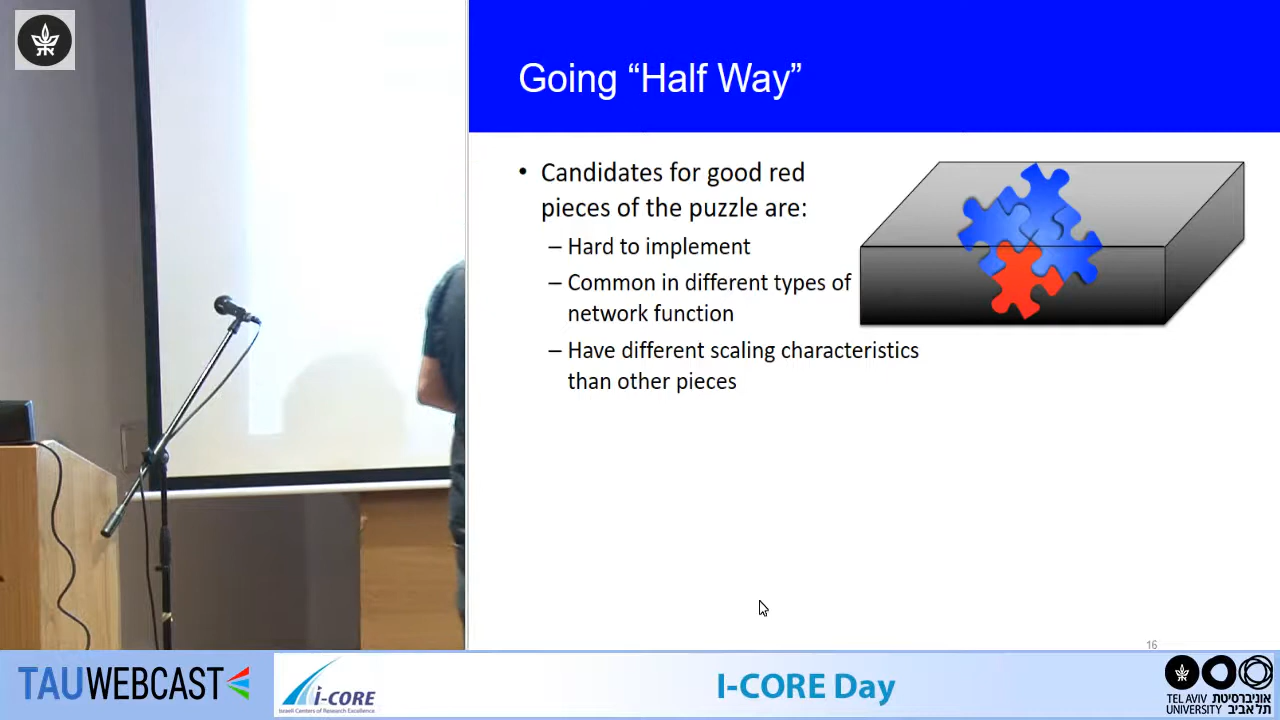 Going “Half Way”
• Candidates for good red
pieces of the puzzle are:
– Hard to implement
– Common in different types of
network function
– Have different scaling characteristics
than other pieces
16
TAUWEBCAST
i-CORE
Israeli Centers of Research Excellence
I-CORE Day
TEL AVIV אוניברסיטת
UNIVERSITY תל אביב